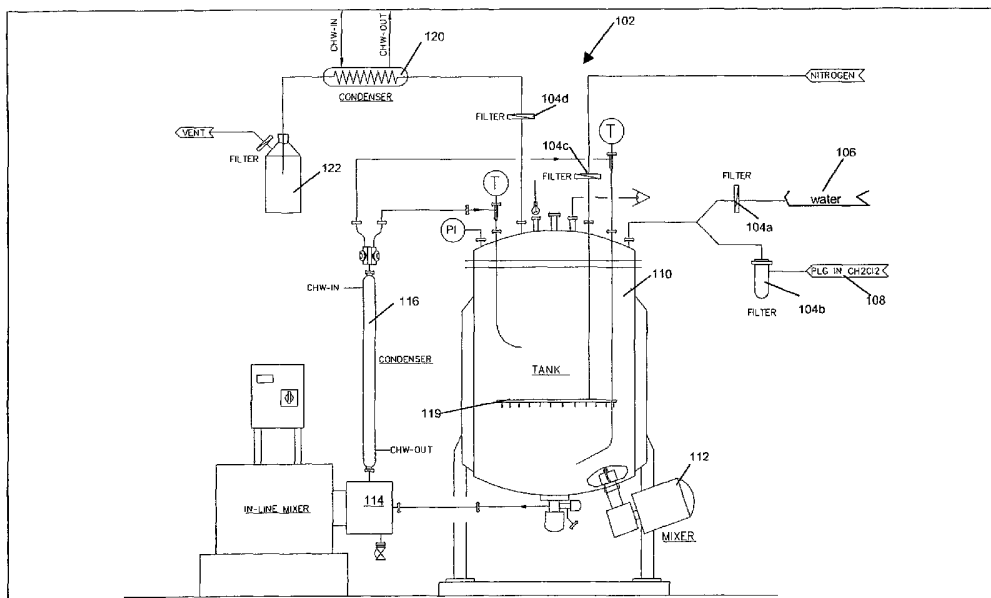 CHW-IN
CHW-OUT
120
102
CONDENSER
NITROGEN
104d
FILTER
T
VENT
FILTER
122
104c
FILTER
T
106
FILTER
water
104a
PI
110
PLG IN CH2Cl2
108
104b
FILTER
CHW-IN
116
CONDENSER
TANK
119
CHW-OUT
112
114
IN-LINE MIXER
MIXER